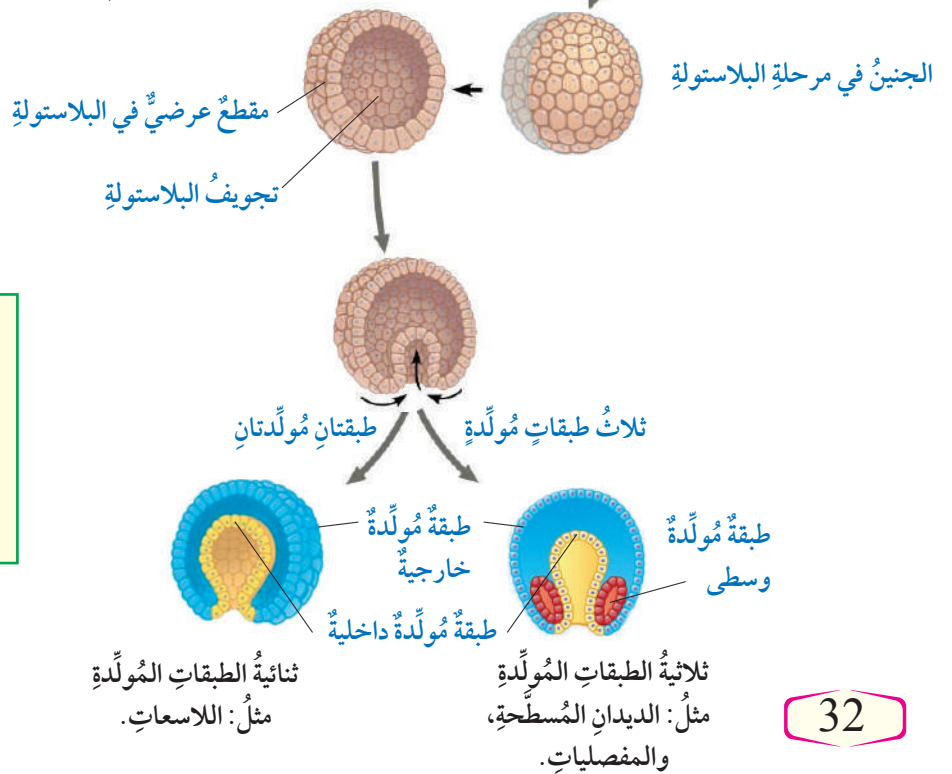 الجنينُ في مرحلةِ البلاستولةِ
مقطعٌ عرضيٌّ في البلاستولةِ
تجويفُ البلاستولةِ
ثلاثُ طبقاتٍ مُولِّدةٍ
طبقتانِ مُولِّدتانِ
طبقةٌ مُولِّدةٌ
وسطى
طبقةٌ مُولِّدةٌ
خارجيةٌ
طبقةٌ مُولِّدةٌ داخليةٌ
ثلاثيةُ الطبقاتِ المُولِّدةِ
مثلُ: الديدانِ المُسطَّحةِ،
والمفصلياتِ.
ثنائيةُ الطبقاتِ المُولِّدةِ
مثلُ: اللاسعاتِ.
32